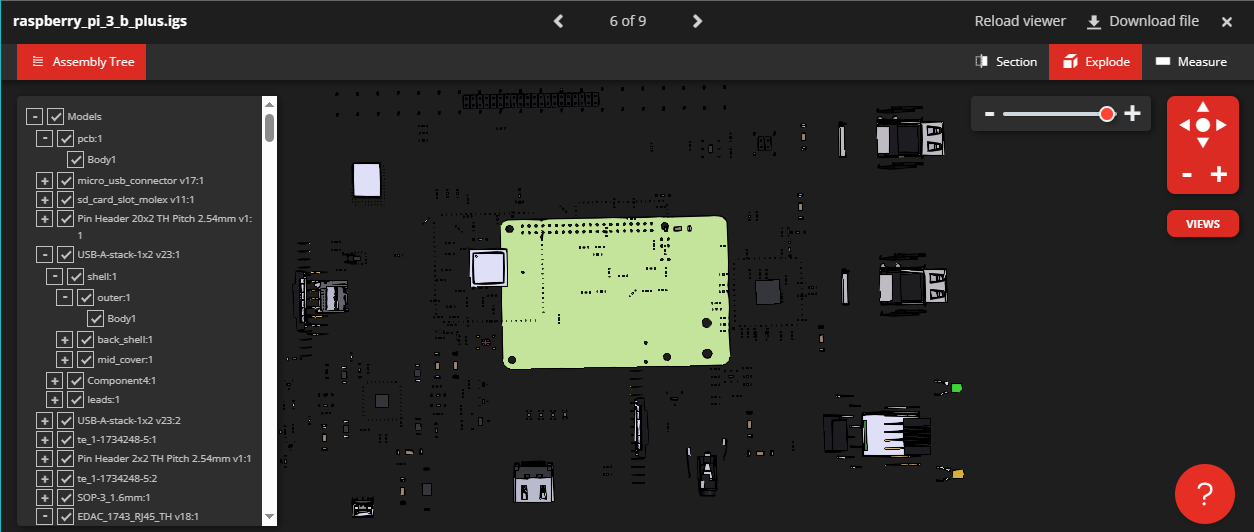 raspberry_pi_3_b_plus.igs
6 of 9
Reload viewer
Download file
Assembly Tree
Section
Explode
Measure
Models
pcb:1
Body1
micro_usb_connector v17:1
sd_card_slot_molex v11:1
Pin Header 20x2 TH Pitch 2.54mm v1:
1
USB-A-stack-1x2 v23:1
shell:1
outer:1
Body1
back_shell:1
mid_cover:1
Component4:1
leads:1
USB-A-stack-1x2 v23:2
te_1-1734248-5:1
Pin Header 2x2 TH Pitch 2.54mm v1:1
te_1-1734248-5:2
SOP-3_1.6mm:1
EDAC_1743_RJ45_TH v18:1
VIEWS
?